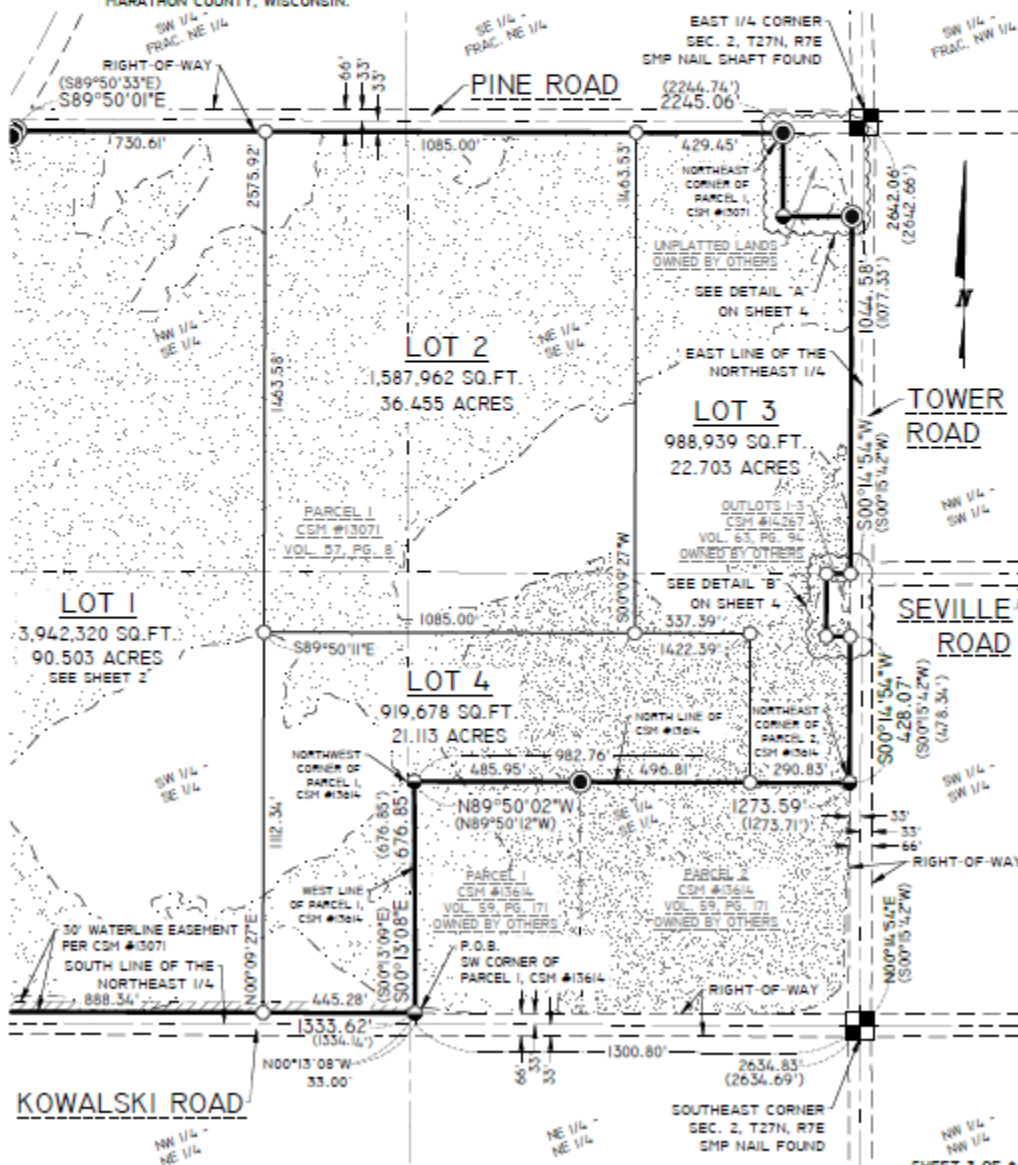 MARATHON COUNTY, WISCONSIN.
SW 1/4 -
FRAC. NE 1/4
SE 1/4 -
FRAC. NE 1/4
EAST 1/4 CORNER
SEC. 2, T27N, R7E
SMP NAIL SHAFT FOUND
SW 1/4 -
FRAC. NW 1/4
RIGHT-OF-WAY
(S89°50'33"E)
S89°50'01"E
66'
33'
33'
PINE ROAD
(2244.74')
2245.06'
730.61'
1085.00'
429.45'
2575.92'
1463.53'
NORTHEAST
CORNER OF
PARCEL 1,
CSM #13071
2642.06'
(2642.66')
UNPLATTED LANDS
OWNED BY OTHERS
SEE DETAIL "A"
ON SHEET 4
1044.58
(1077.33')
N
NW 1/4 -
SE 1/4
NE 1/4 -
SE 1/4
LOT 2
1,587,962 SQ.FT.
36.455 ACRES
1463.58'
EAST LINE OF THE
NORTHEAST 1/4
LOT 3
988,939 SQ.FT.
22.703 ACRES
TOWER
ROAD
S00°14'54"W
(S00°15'42"W)
NW 1/4 -
SW 1/4
PARCEL 1
CSM #13071
VOL. 57, PG. 8
OUTLOTS 1-3
CSM #14267
VOL. 63, PG. 94
OWNED BY OTHERS
S00°09'27"W
SEE DETAIL "B"
ON SHEET 4
LOT 1
3,942,320 SQ.FT.
90.503 ACRES
SEE SHEET 2
SEVILLE
ROAD
1085.00'
337.39'
S89°50'11"E
1422.39'
LOT 4
919,678 SQ.FT.
21.113 ACRES
S00°14'54"W
428.07'
(S00°15'42"W)
(478.34')
NORTH LINE OF
CSM #13614
NORTHEAST
CORNER OF
PARCEL 2,
CSM #13614
NORTHWEST
CORNER OF
PARCEL 1,
CSM #13614
982.76'
485.95'
496.81'
290.83'
SW 1/4 -
SE 1/4
SE 1/4 -
SE 1/4
SW 1/4 -
SW 1/4
N89°50'02"W
(N89°50'12"W)
1273.59'
(1273.71')
33'
33'
66'
1112.34'
(676.85')
676.85'
RIGHT-OF-WAY
WEST LINE
OF PARCEL 1,
CSM #13614
PARCEL 1
CSM #13614
VOL. 59, PG. 171
OWNED BY OTHERS
PARCEL 2
CSM #13614
VOL. 59, PG. 171
OWNED BY OTHERS
N00°14'54"E
(S00°15'42"W)
30' WATERLINE EASEMENT
PER CSM #13071
SOUTH LINE OF THE
NORTHEAST 1/4
N00°09'27"E
(S00°13'09"E)
S00°13'08"E
P.O.B.
SW CORNER OF
PARCEL 1, CSM #13614
888.34'
445.28'
RIGHT-OF-WAY
1333.62'
(1334.14')
N00°13'08"W
33.00'
66'
33'
33'
1300.80'
2634.83'
(2634.69')
KOWALSKI ROAD
SOUTHEAST CORNER
SEC. 2, T27N, R7E
SMP NAIL FOUND
NW 1/4 -
NE 1/4
NE 1/4 -
NE 1/4
NW 1/4 -
NW 1/4